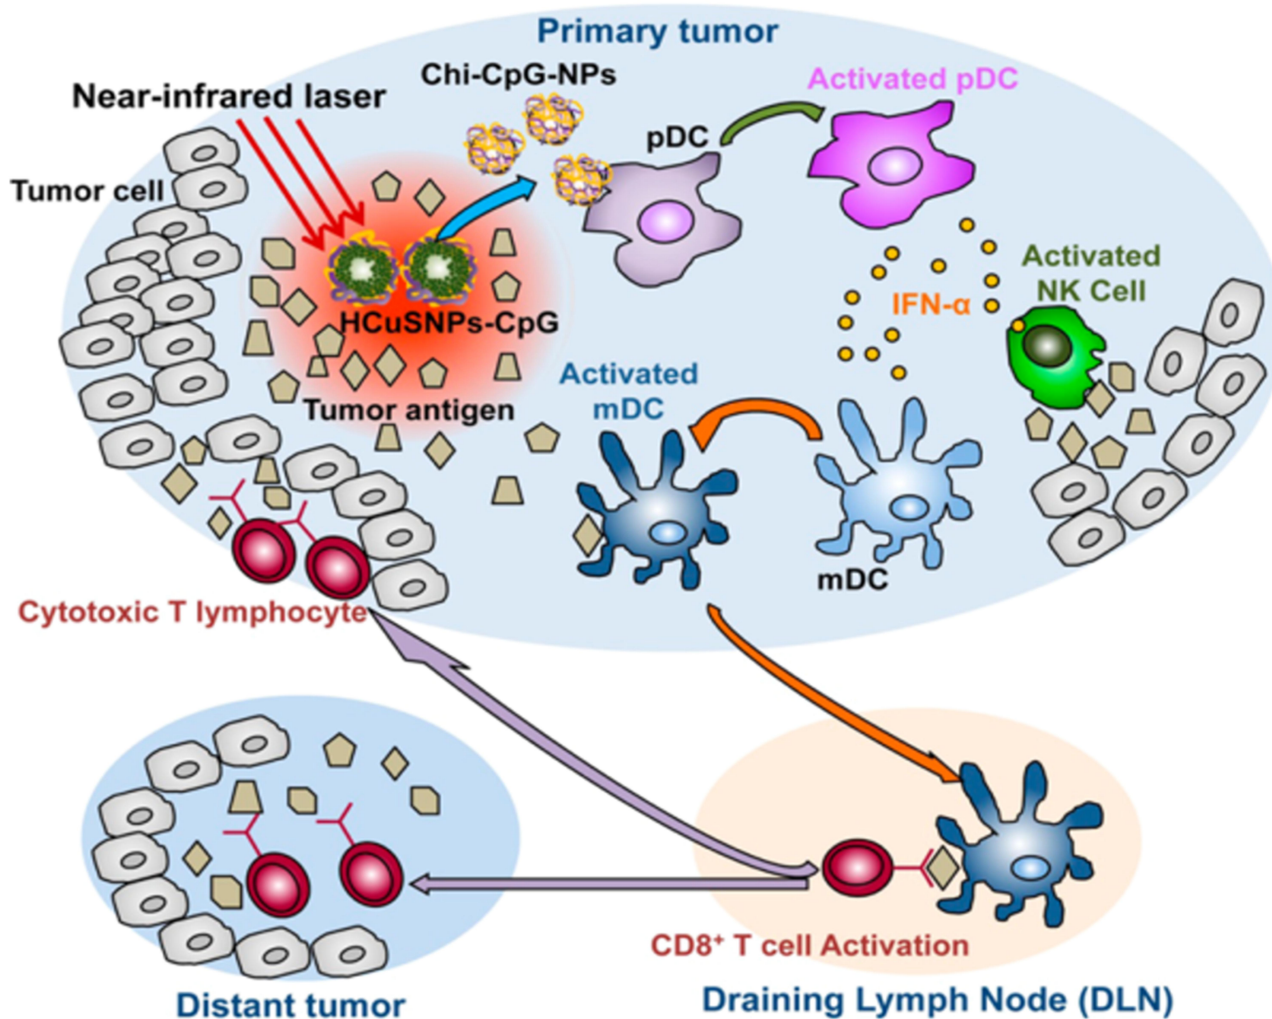 Primary tumor
Near-infrared laser
Chi-CpG-NPs
Activated pDC
pDC
Tumor cell
Activated
NK Cell
IFN-α
HCuSNPs-CpG
Tumor antigen
Activated
mDC
mDC
Cytotoxic T lymphocyte
CD8⁺ T cell Activation
Distant tumor
Draining Lymph Node (DLN)